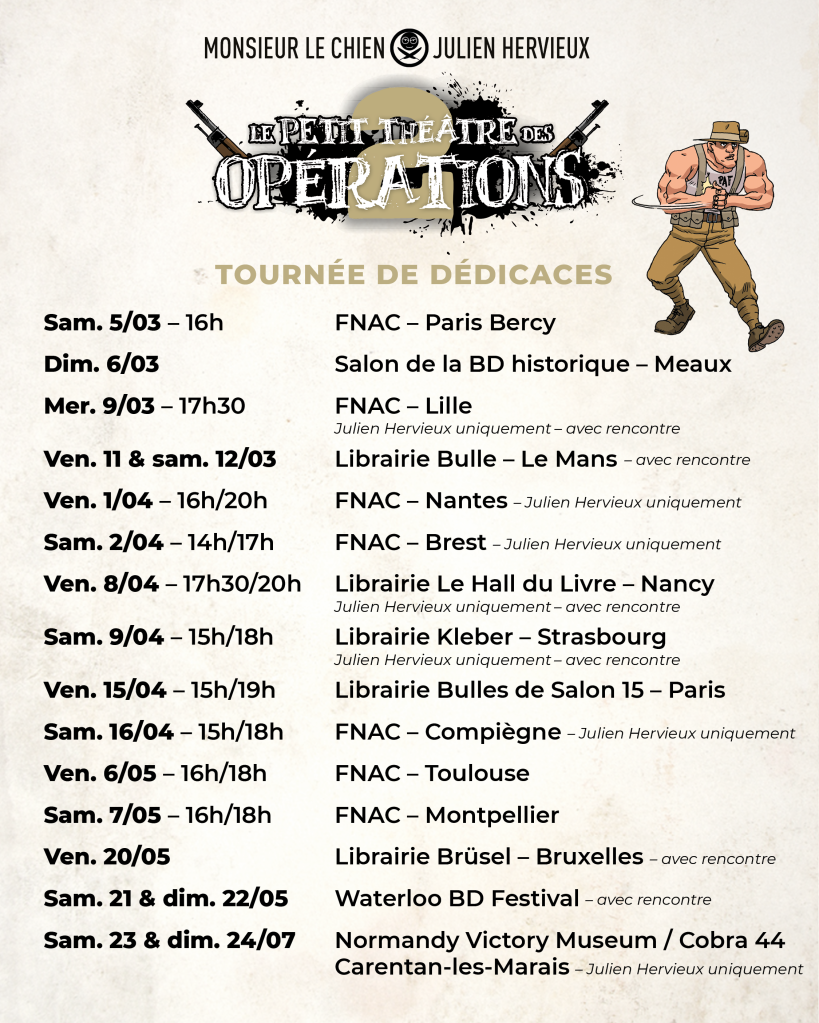 MONSIEUR LE CHIEN JULIEN HERVIEUX
2
LE PETIT THÉÂTRE DES
OPÉRATIONS
TOURNÉE DE DÉDICACES
Sam. 5/03 – 16h FNAC – Paris Bercy
Dim. 6/03 Salon de la BD historique – Meaux
Mer. 9/03 – 17h30 FNAC – Lille
Julien Hervieux uniquement – avec rencontre
Ven. 11 & sam. 12/03 Librairie Bulle – Le Mans – avec rencontre
Ven. 1/04 – 16h/20h FNAC – Nantes – Julien Hervieux uniquement
Sam. 2/04 – 14h/17h FNAC – Brest – Julien Hervieux uniquement
Ven. 8/04 – 17h30/20h Librairie Le Hall du Livre – Nancy
Julien Hervieux uniquement – avec rencontre
Sam. 9/04 – 15h/18h Librairie Kleber – Strasbourg
Julien Hervieux uniquement – avec rencontre
Ven. 15/04 – 15h/19h Librairie Bulles de Salon 15 – Paris
Sam. 16/04 – 15h/18h FNAC – Compiègne – Julien Hervieux uniquement
Ven. 6/05 – 16h/18h FNAC – Toulouse
Sam. 7/05 – 16h/18h FNAC – Montpellier
Ven. 20/05 Librairie Brüsel – Bruxelles – avec rencontre
Sam. 21 & dim. 22/05 Waterloo BD Festival – avec rencontre
Sam. 23 & dim. 24/07 Normandy Victory Museum / Cobra 44
Carentan-les-Marais – Julien Hervieux uniquement